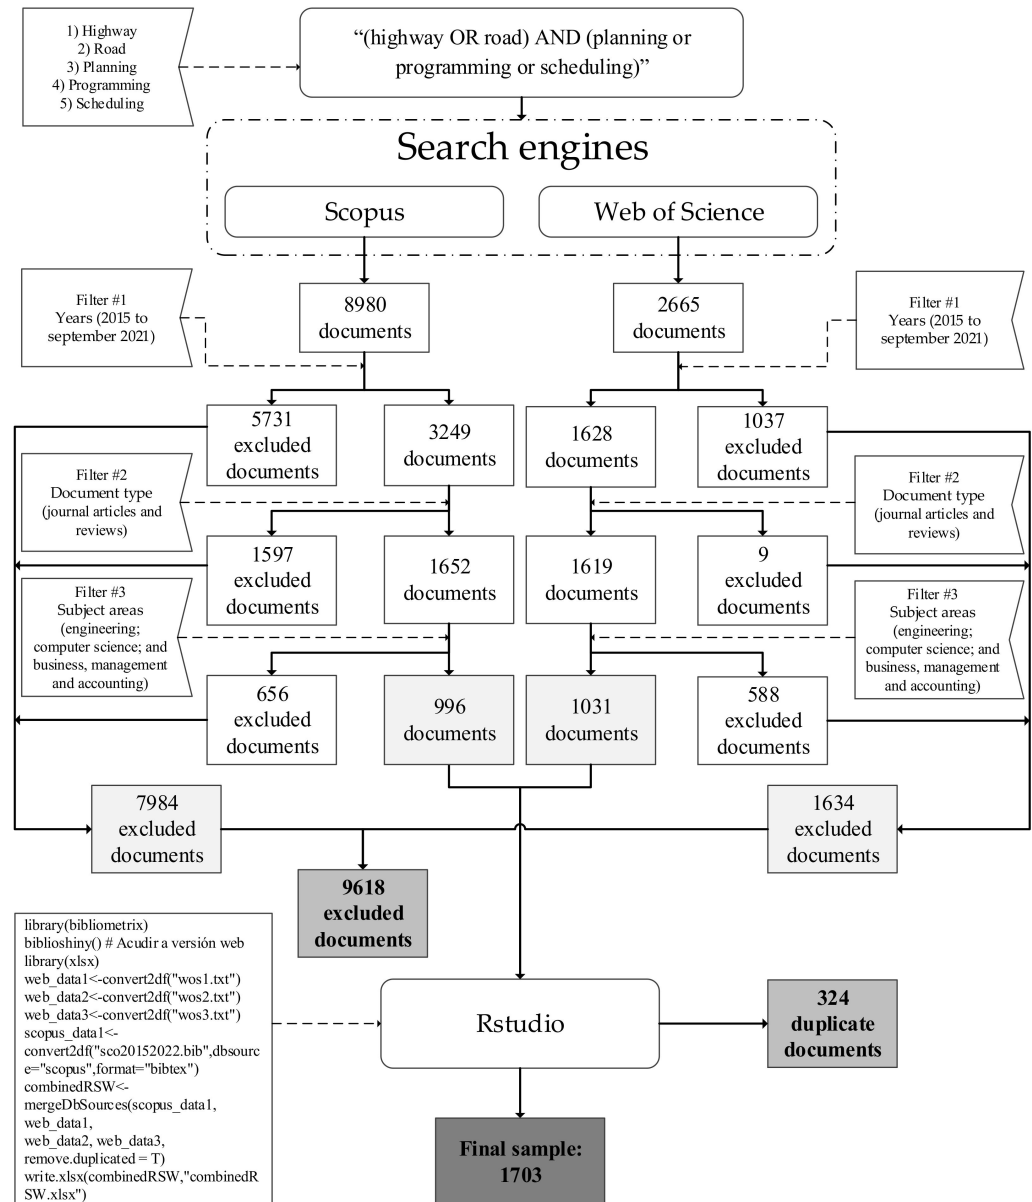 1) Highway
2) Road
3) Planning
4) Programming
5) Scheduling
“(highway OR road) AND (planning or
programming or scheduling)”
Search engines
Scopus
Web of Science
Filter #1
Years (2015 to
september 2021)
8980
documents
2665
documents
Filter #1
Years (2015 to
september 2021)
5731
excluded
documents
3249
documents
1628
documents
1037
excluded
documents
Filter #2
Document type
(journal articles and
reviews)
Filter #2
Document type
(journal articles and
reviews)
1597
excluded
documents
1652
documents
1619
documents
9
excluded
documents
Filter #3
Subject areas
(engineering;
computer science; and
business, management
and accounting)
Filter #3
Subject areas
(engineering;
computer science; and
business, management
and accounting)
656
excluded
documents
996
documents
1031
documents
588
excluded
documents
7984
excluded
documents
1634
excluded
documents
9618
excluded
documents
library(bibliometrix)
biblioshiny() # Acudir a versión web
library(xlsx)
web_data1<-convert2df("wos1.txt")
web_data2<-convert2df("wos2.txt")
web_data3<-convert2df("wos3.txt")
scopus_data1<-
convert2df("sco20152022.bib",dbsourc
e="scopus",format="bibtex")
combinedRSW<-
mergeDbSources(scopus_data1,
web_data1,
web_data2, web_data3,
remove.duplicated = T)
write.xlsx(combinedRSW,"combinedR
SW.xlsx")
Rstudio
324
duplicate
documents
Final sample:
1703